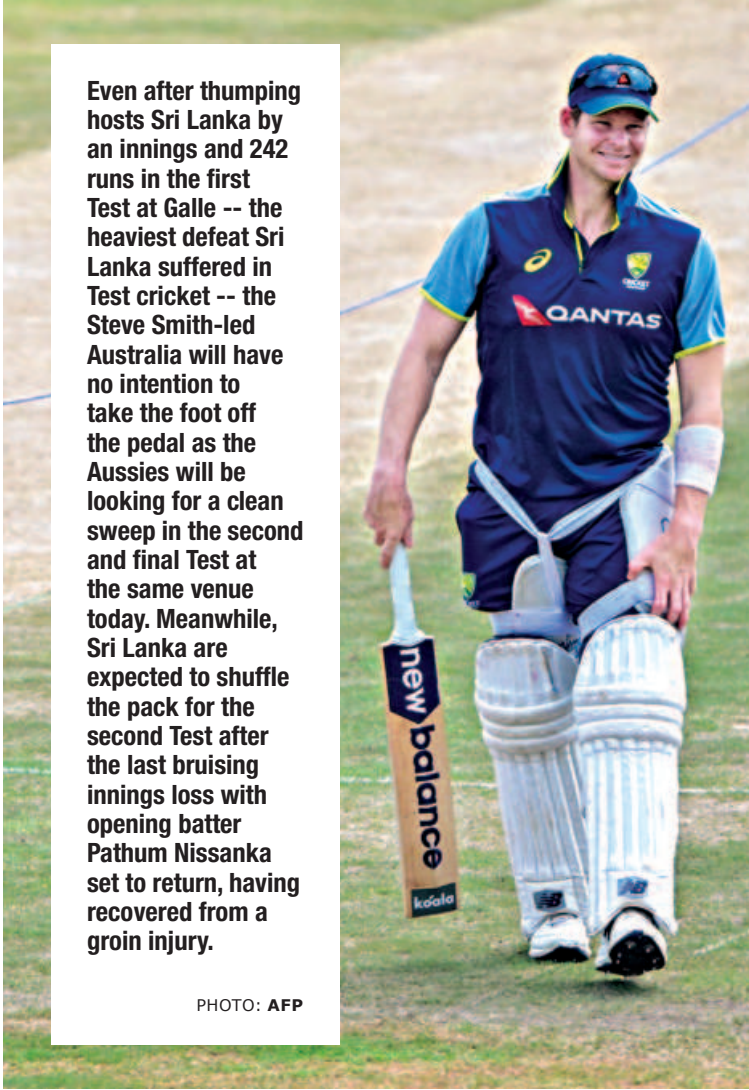 Even after thumping
hosts Sri Lanka by
an innings and 242
runs in the first
Test at Galle -- the
heaviest defeat Sri
Lanka suffered in
Test cricket -- the
Steve Smith-led
Australia will have
no intention to
take the foot off
the pedal as the
Aussies will be
looking for a clean
sweep in the second
and final Test at
the same venue
today. Meanwhile,
Sri Lanka are
expected to shuffle
the pack for the
second Test after
the last bruising
innings loss with
opening batter
Pathum Nissanka
set to return, having
recovered from a
groin injury.
PHOTO: AFP
CRICKET
QANTAS
new balance
koala
NB
NB